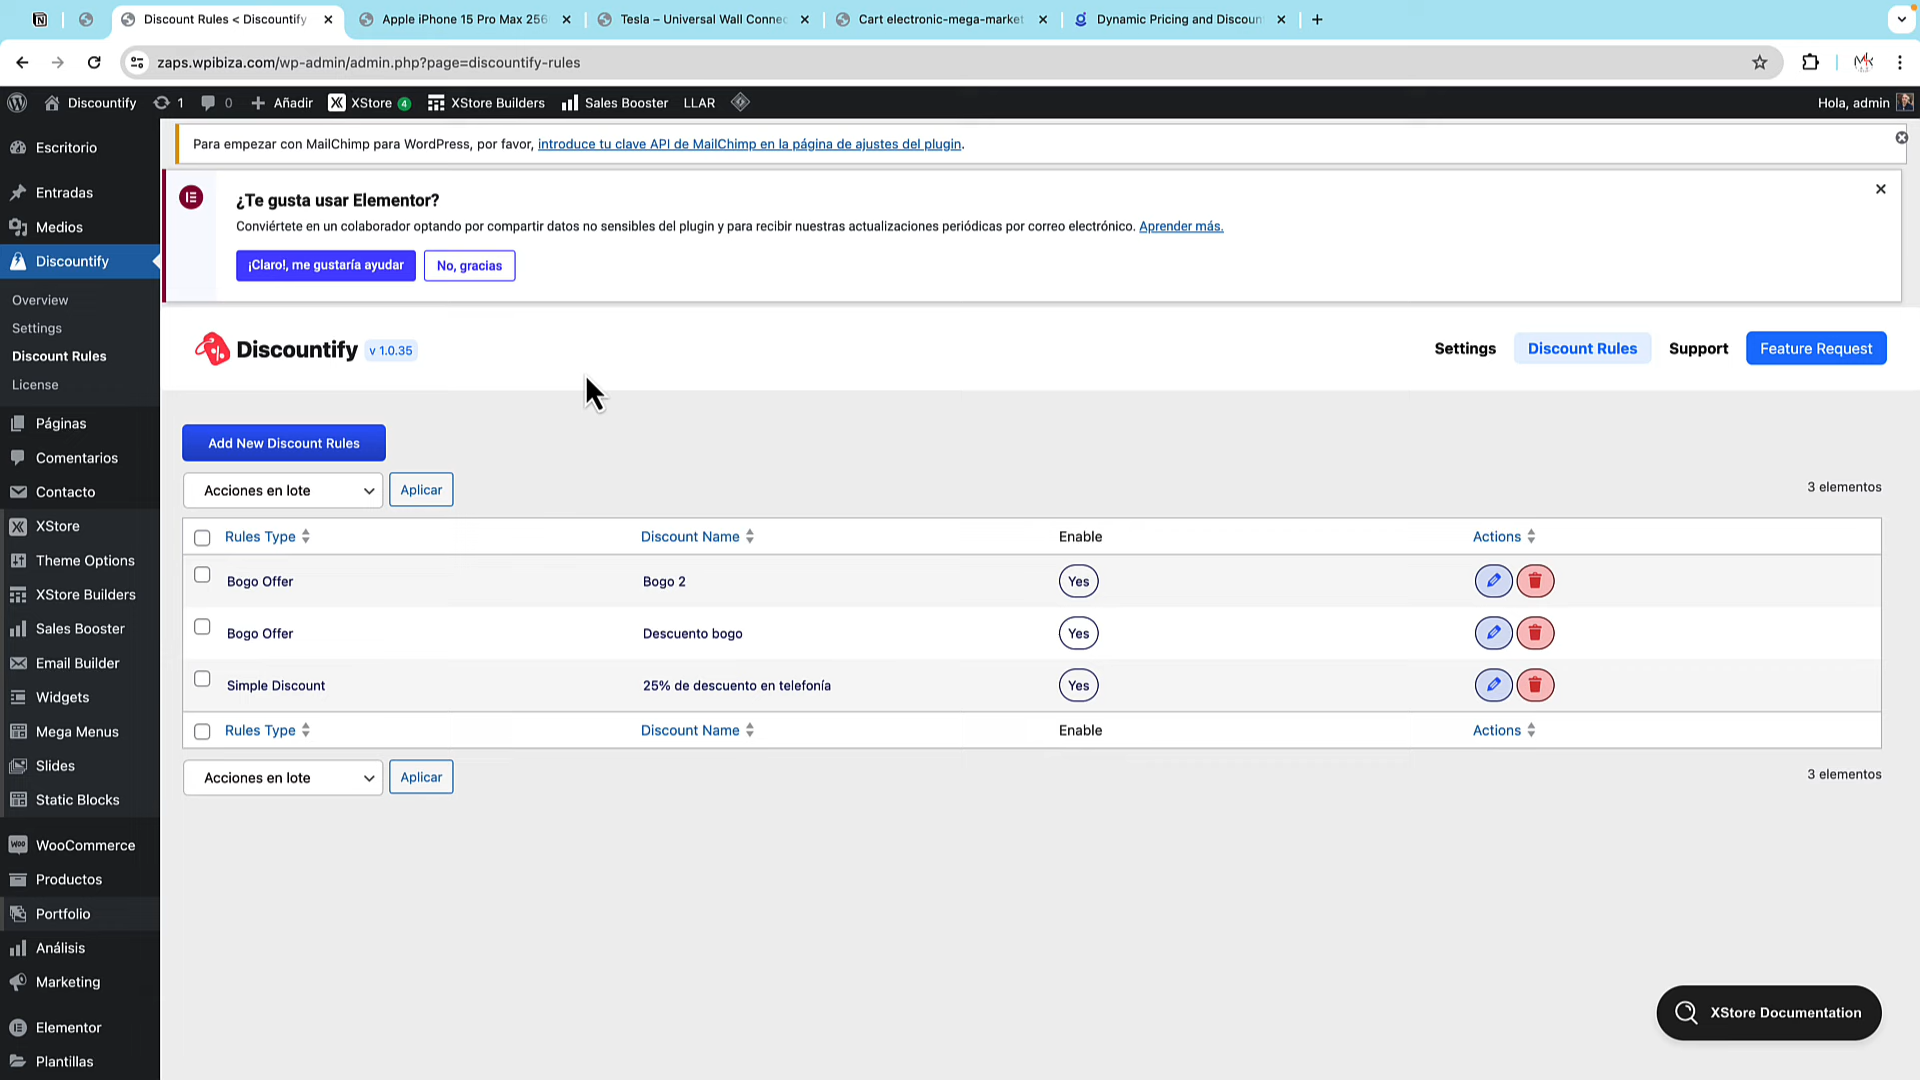 Discount Rules < Discountify
Apple iPhone 15 Pro Max 256
Tesla – Universal Wall Connec
Cart electronic-mega-market
Dynamic Pricing and Discoun
zaps.wpibiza.com/wp-admin/admin.php?page=discountify-rules
Discountify 1 0 Añadir XStore 4 XStore Builders Sales Booster LLAR Hola, admin
Escritorio
Entradas
Medios
Discountify
Overview
Settings
Discount Rules
License
Páginas
Comentarios
Contacto
XStore
Theme Options
XStore Builders
Sales Booster
Email Builder
Widgets
Mega Menus
Slides
Static Blocks
WooCommerce
Productos
Portfolio
Análisis
Marketing
Elementor
Plantillas
Para empezar con MailChimp para WordPress, por favor, introduce tu clave API de MailChimp en la página de ajustes del plugin.
¿Te gusta usar Elementor?
Conviértete en un colaborador optando por compartir datos no sensibles del plugin y para recibir nuestras actualizaciones periódicas por correo electrónico. Aprender más.
¡Claro!, me gustaría ayudar No, gracias
Discountify v 1.0.35 Settings Discount Rules Support Feature Request
Add New Discount Rules
Acciones en lote Aplicar 3 elementos
Rules Type Discount Name Enable Actions
Bogo Offer Bogo 2 Yes
Bogo Offer Descuento bogo Yes
Simple Discount 25% de descuento en telefonía Yes
Rules Type Discount Name Enable Actions
Acciones en lote Aplicar 3 elementos
XStore Documentation